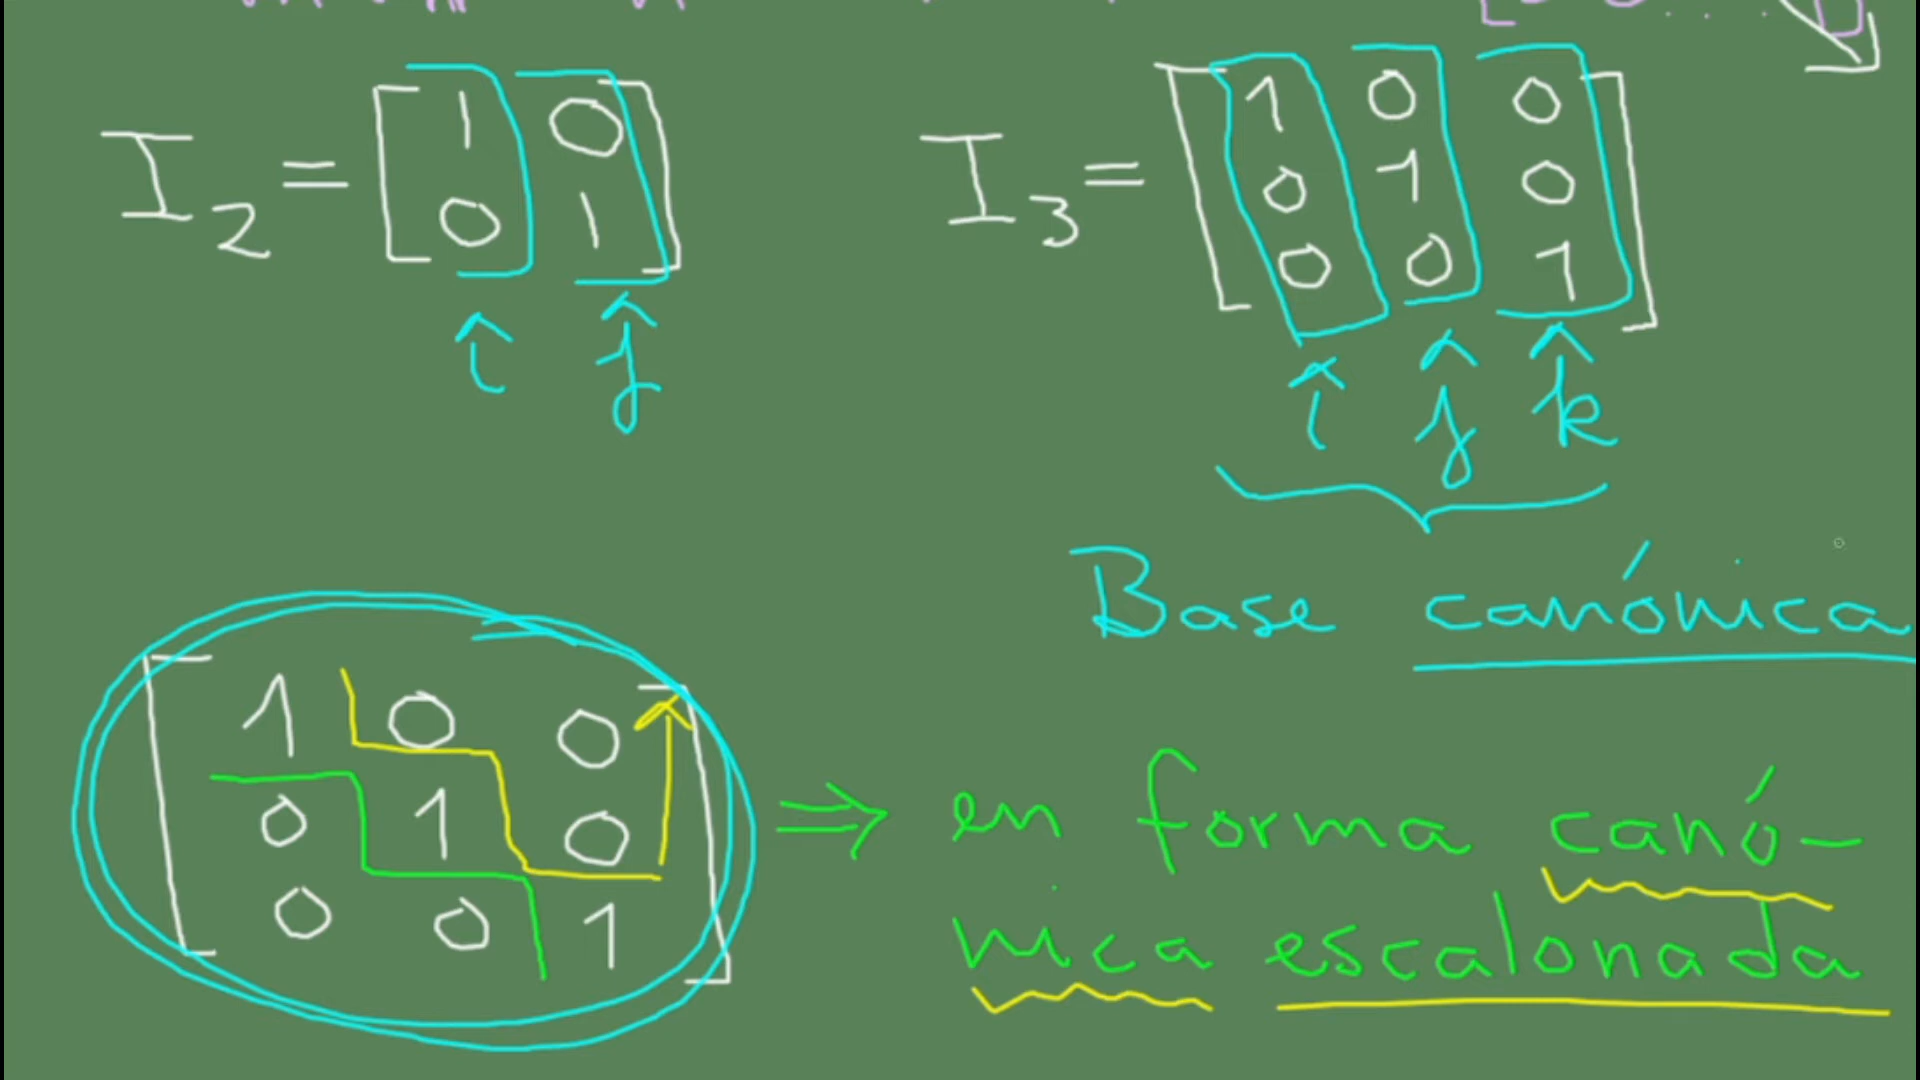 I2 = [1 0
0 1]
i j
I3 = [1 0 0
0 1 0
0 0 1]
i j k
Base canónica
[1 0 0
0 1 0
0 0 1]
⇒ en forma canó-
nica escalonada